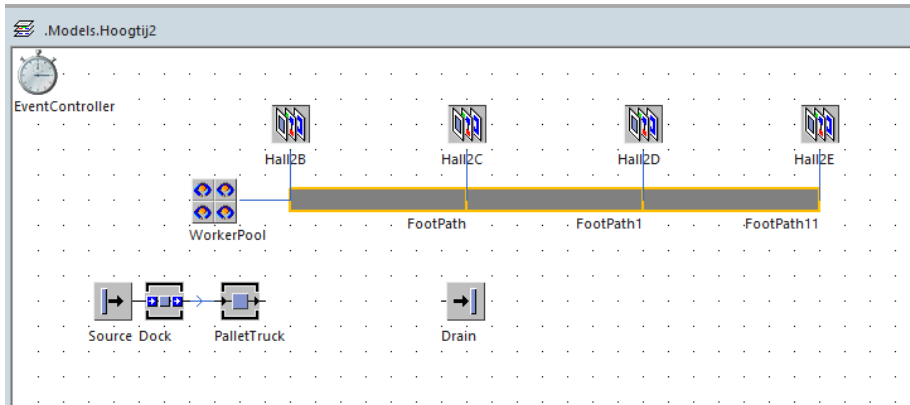 .Models.Hoogtij2
EventController
Hall2B
Hall2C
Hall2D
Hall2E
WorkerPool
FootPath
FootPath1
FootPath11
Source
Dock
PalletTruck
Drain